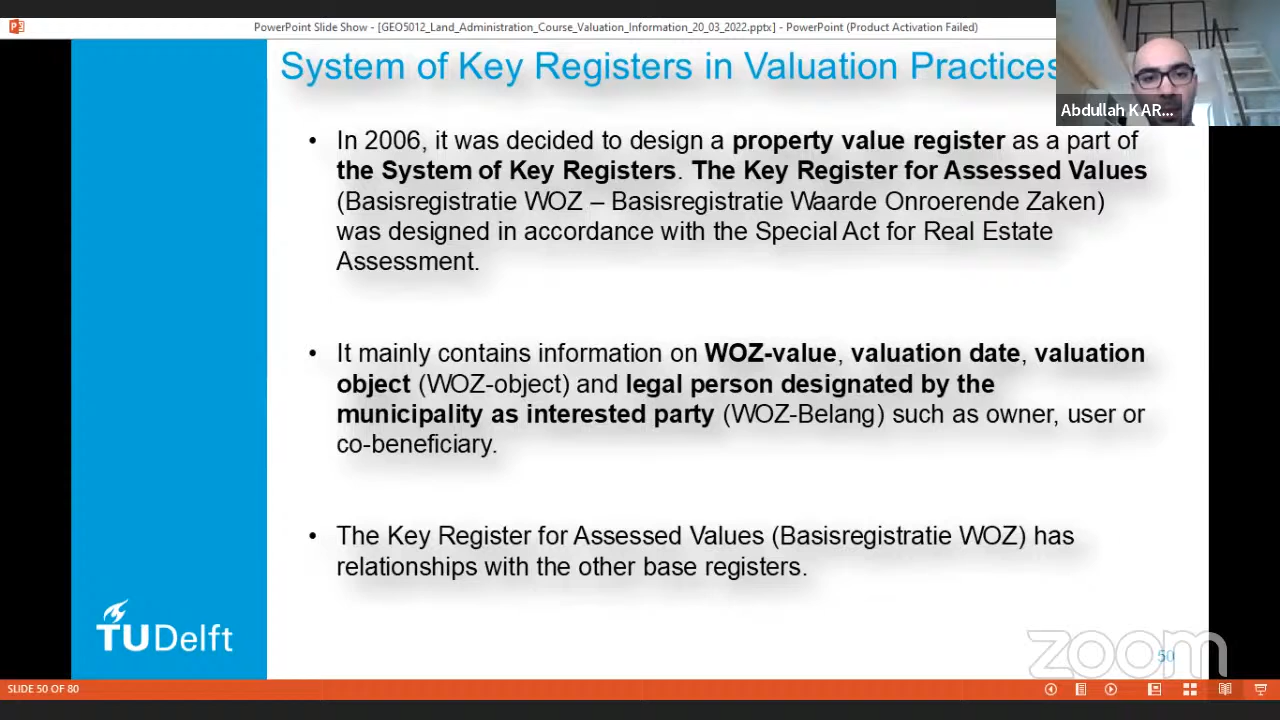 PowerPoint Slide Show - [GEO5012_Land_Administration_Course_Valuation_Information_20_03_2022.pptx] - PowerPoint (Product Activation Failed)
System of Key Registers in Valuation Practices
Abdullah KAR...
• In 2006, it was decided to design a property value register as a part of
the System of Key Registers. The Key Register for Assessed Values
(Basisregistratie WOZ – Basisregistratie Waarde Onroerende Zaken)
was designed in accordance with the Special Act for Real Estate
Assessment.
• It mainly contains information on WOZ-value, valuation date, valuation
object (WOZ-object) and legal person designated by the
municipality as interested party (WOZ-Belang) such as owner, user or
co-beneficiary.
• The Key Register for Assessed Values (Basisregistratie WOZ) has
relationships with the other base registers.
TUDelft
zoom
50
SLIDE 50 OF 80